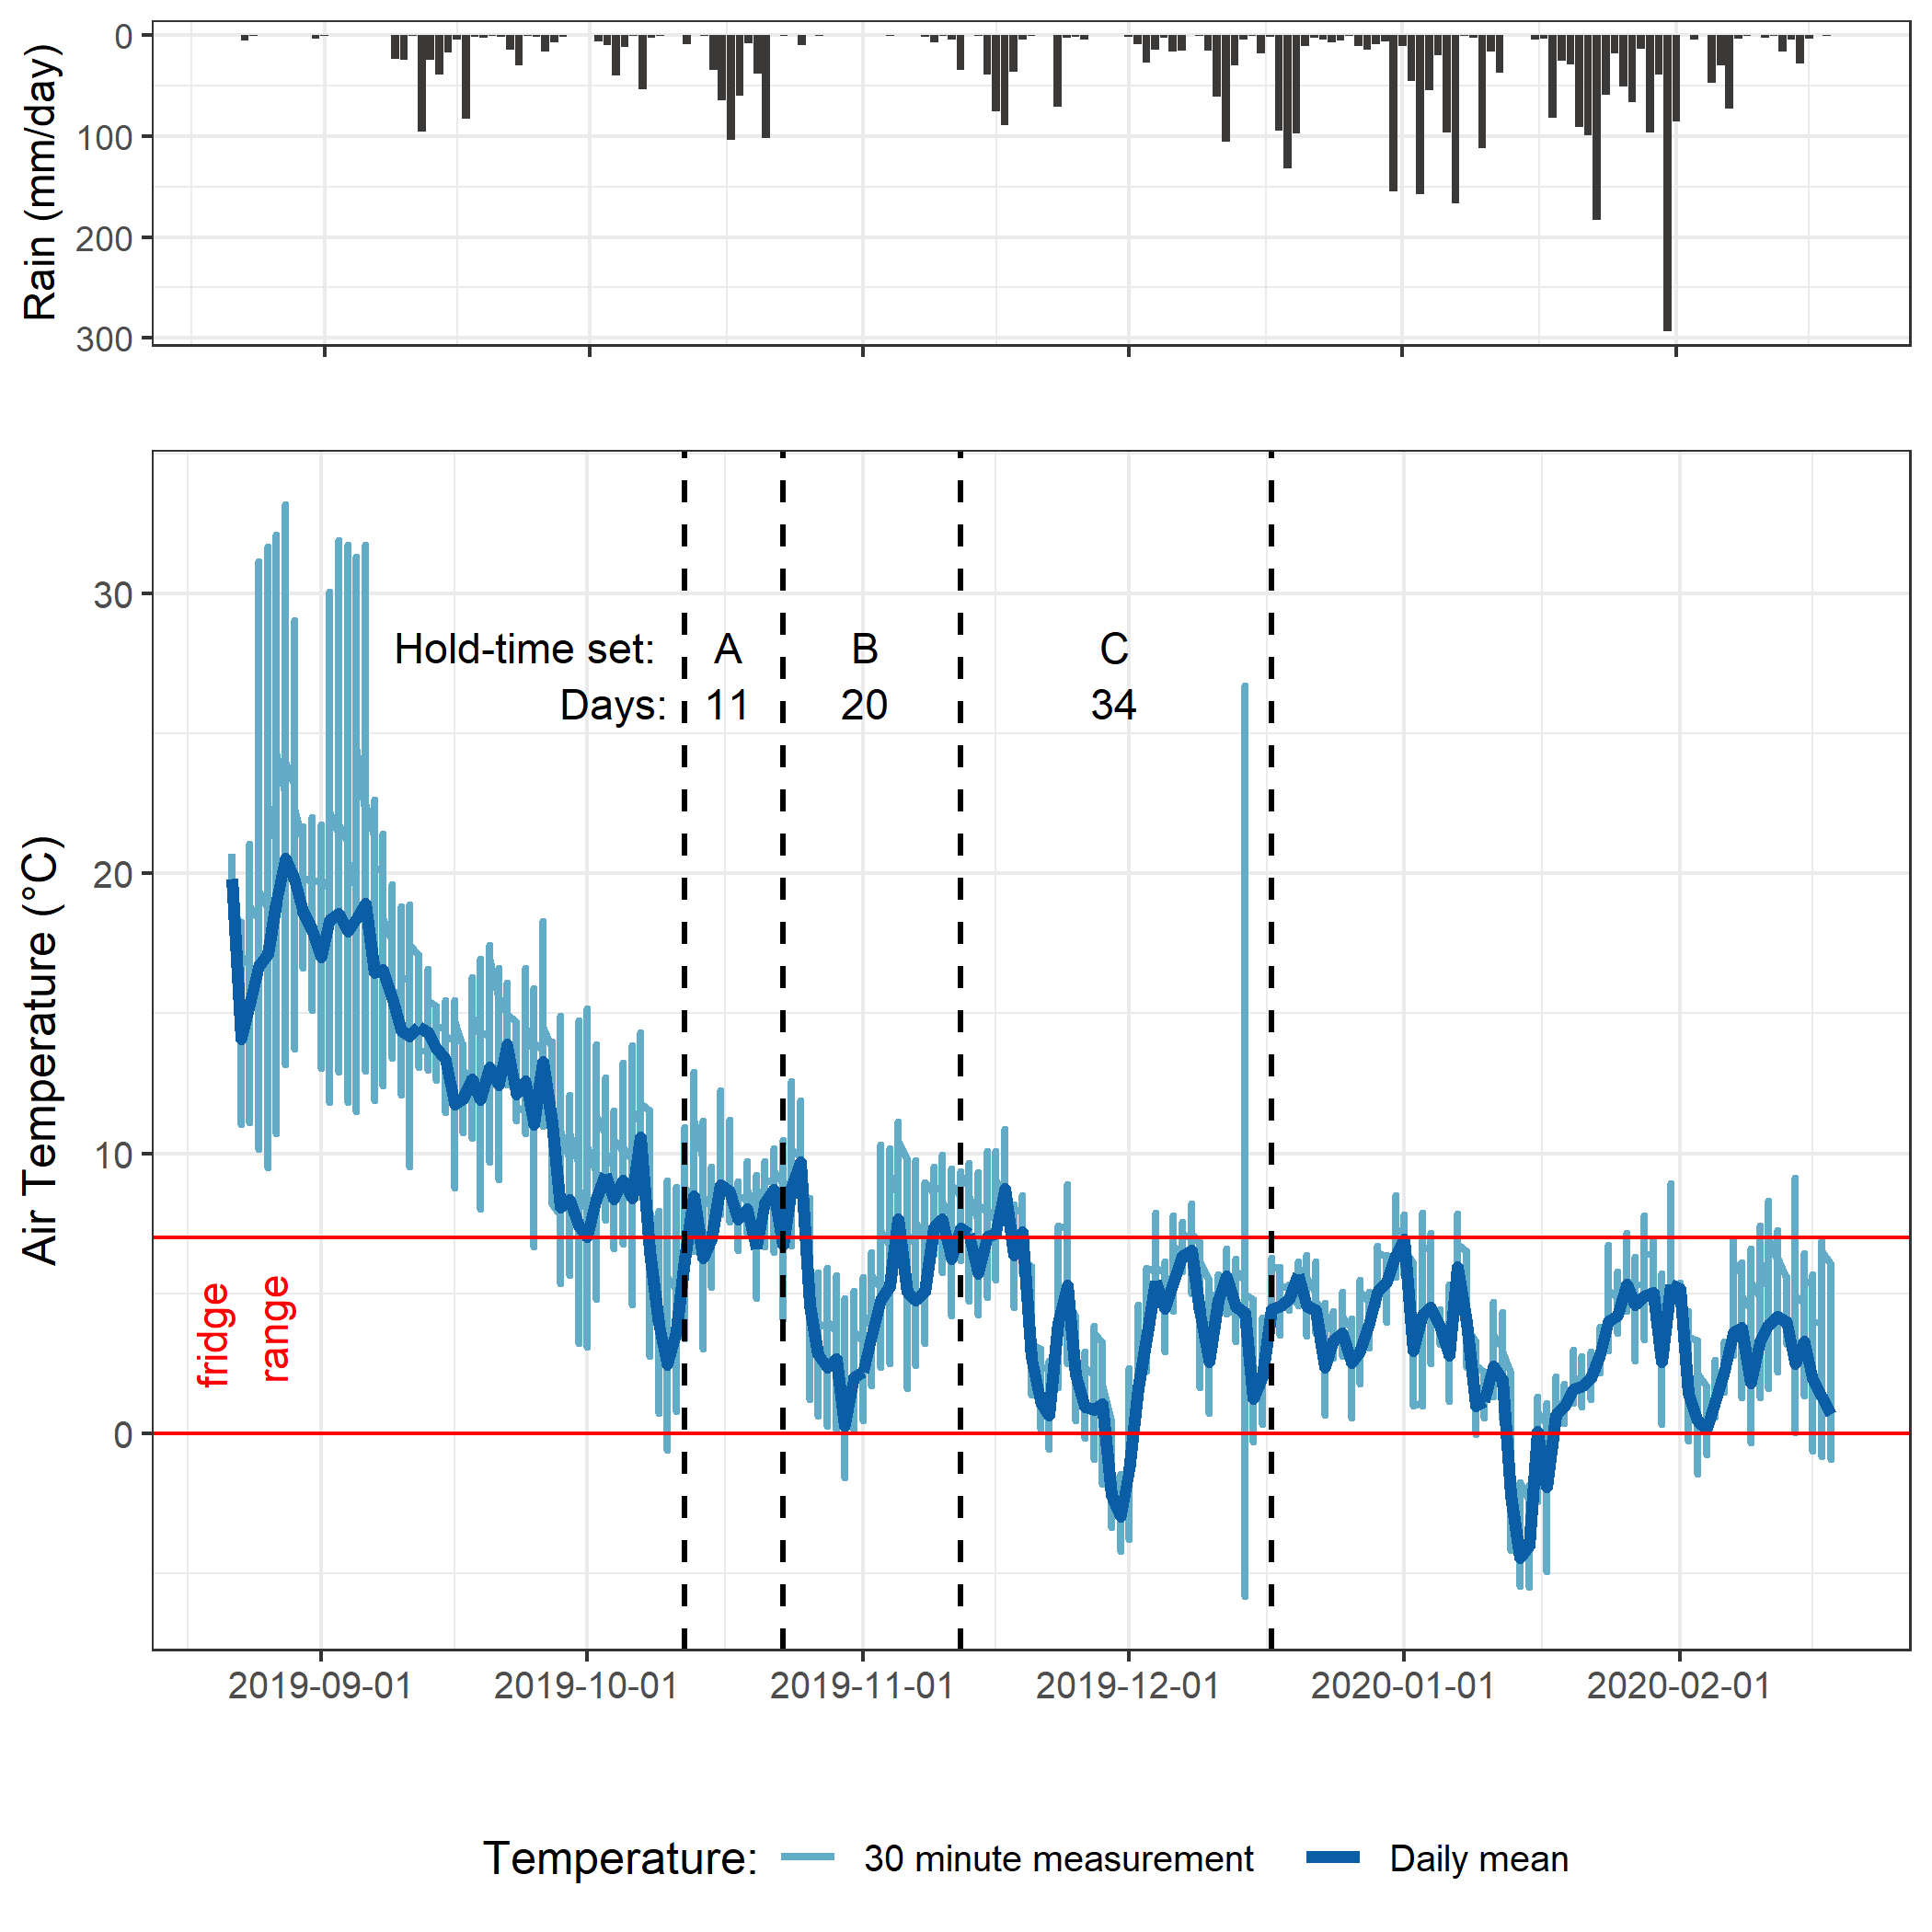 Rain (mm/day)
0
100
200
300
Air Temperature (°C)
30
20
10
0
Hold-time set: A B C
Days: 11 20 34
fridge
range
2019-09-01 2019-10-01 2019-11-01 2019-12-01 2020-01-01 2020-02-01
Temperature: 30 minute measurement Daily mean